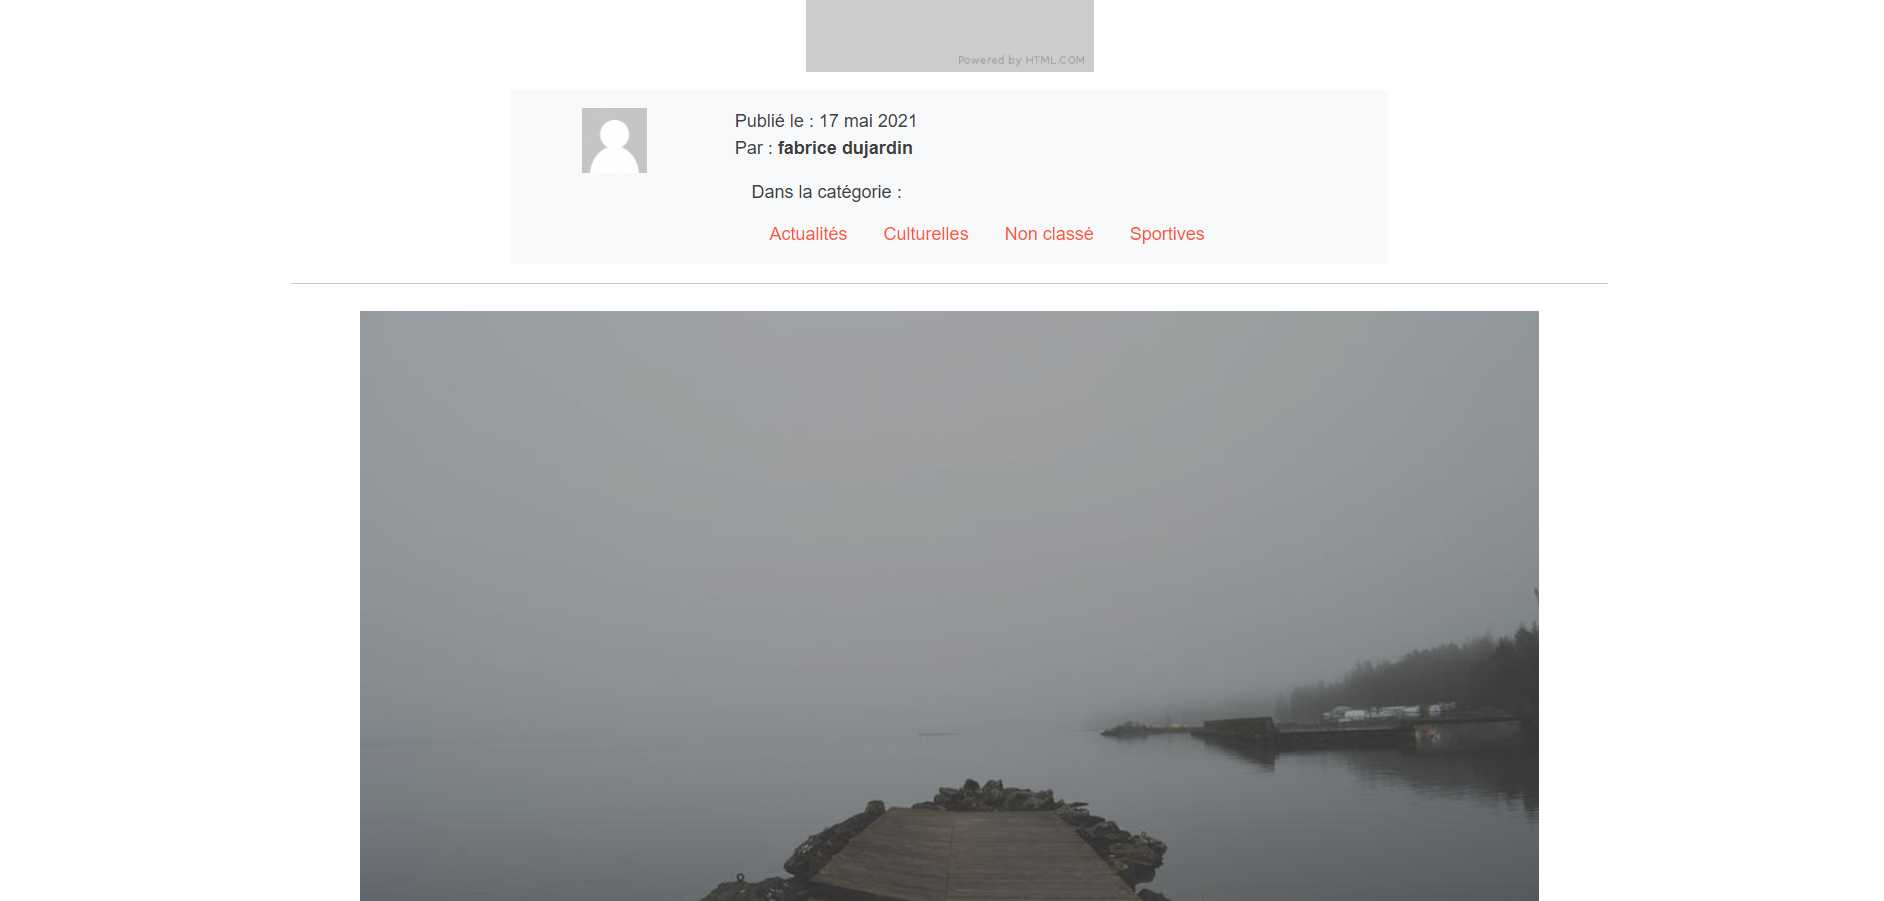 Powered by HTML.COM
Publié le : 17 mai 2021
Par : fabrice dujardin
Dans la catégorie :
Actualités Culturelles Non classé Sportives